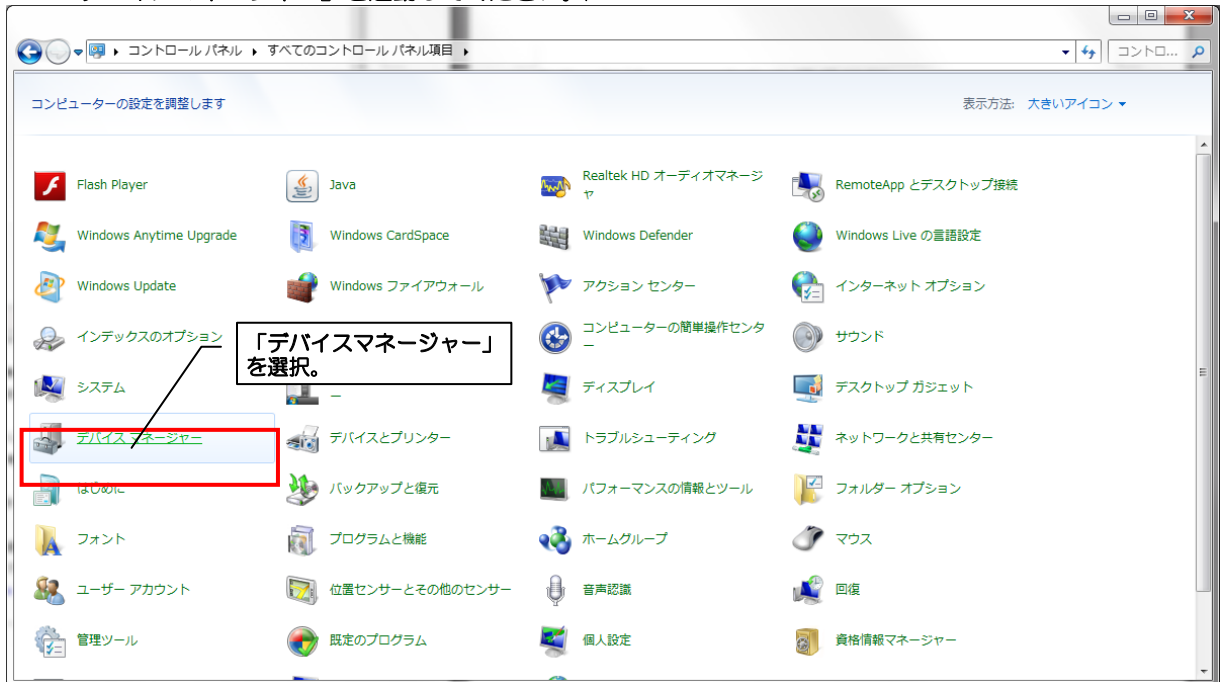 コントロール パネル ▸ すべてのコントロール パネル項目 ▸
コントロ...
コンピューターの設定を調整します
表示方法: 大きいアイコン
Flash Player
Java
Realtek HD オーディオマネージ
ャ
RemoteApp とデスクトップ接続
Windows Anytime Upgrade
Windows CardSpace
Windows Defender
Windows Live の言語設定
Windows Update
Windows ファイアウォール
アクション センター
インターネット オプション
インデックスのオプション
「デバイスマネージャー」
を選択。
コンピューターの簡単操作センタ
ー
サウンド
システム
ー
ディスプレイ
デスクトップ ガジェット
デバイス マネージャー
デバイスとプリンター
トラブルシューティング
ネットワークと共有センター
はじめに
バックアップと復元
パフォーマンスの情報とツール
フォルダー オプション
フォント
プログラムと機能
ホームグループ
マウス
ユーザー アカウント
位置センサーとその他のセンサー
音声認識
回復
管理ツール
既定のプログラム
個人設定
資格情報マネージャー